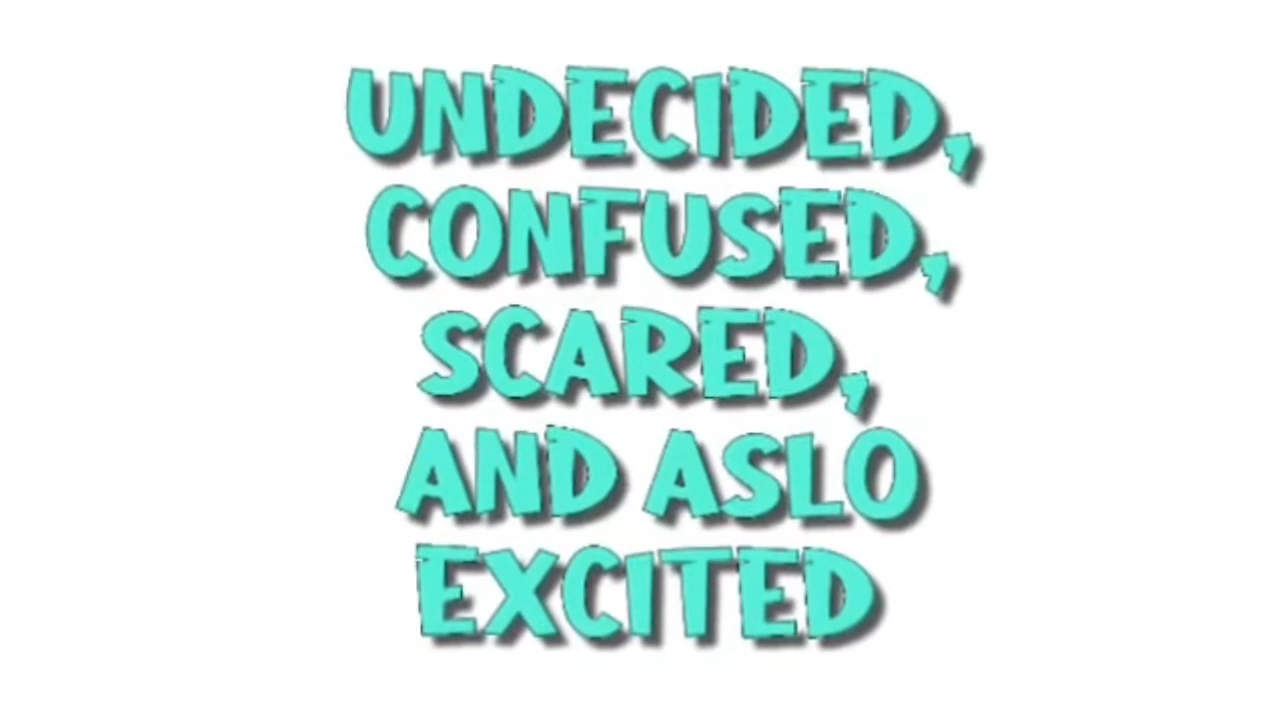 UNDECIDED,
CONFUSED,
SCARED,
AND ASLO
EXCITED